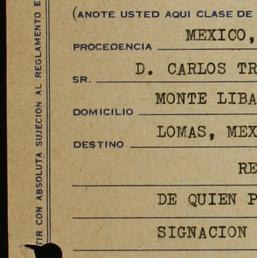 (ANOTE USTED AQUI CLASE DE
PROCEDENCIA MEXICO,
SR. D. CARLOS TR
DOMICILIO MONTE LIBA
DESTINO LOMAS, MEX
RE
DE QUIEN P
SIGNACION
TIR CON ABSOLUTA SUJECION AL REGLAMENTO E